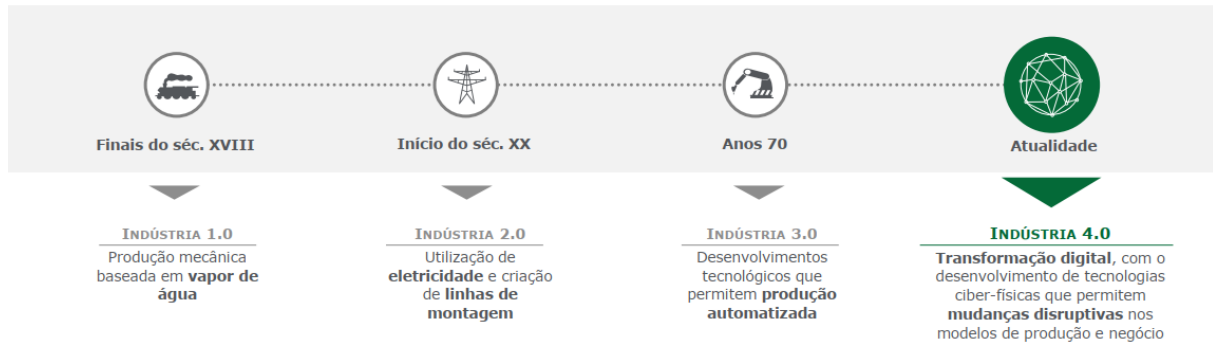 Finais do séc. XVIII
Início do séc. XX
Anos 70
Atualidade
INDÚSTRIA 1.0
Produção mecânica
baseada em vapor de
água
INDÚSTRIA 2.0
Utilização de
eletricidade e criação
de linhas de
montagem
INDÚSTRIA 3.0
Desenvolvimentos
tecnológicos que
permitem produção
automatizada
INDÚSTRIA 4.0
Transformação digital, com o
desenvolvimento de tecnologias
ciber-físicas que permitem
mudanças disruptivas nos
modelos de produção e negócio